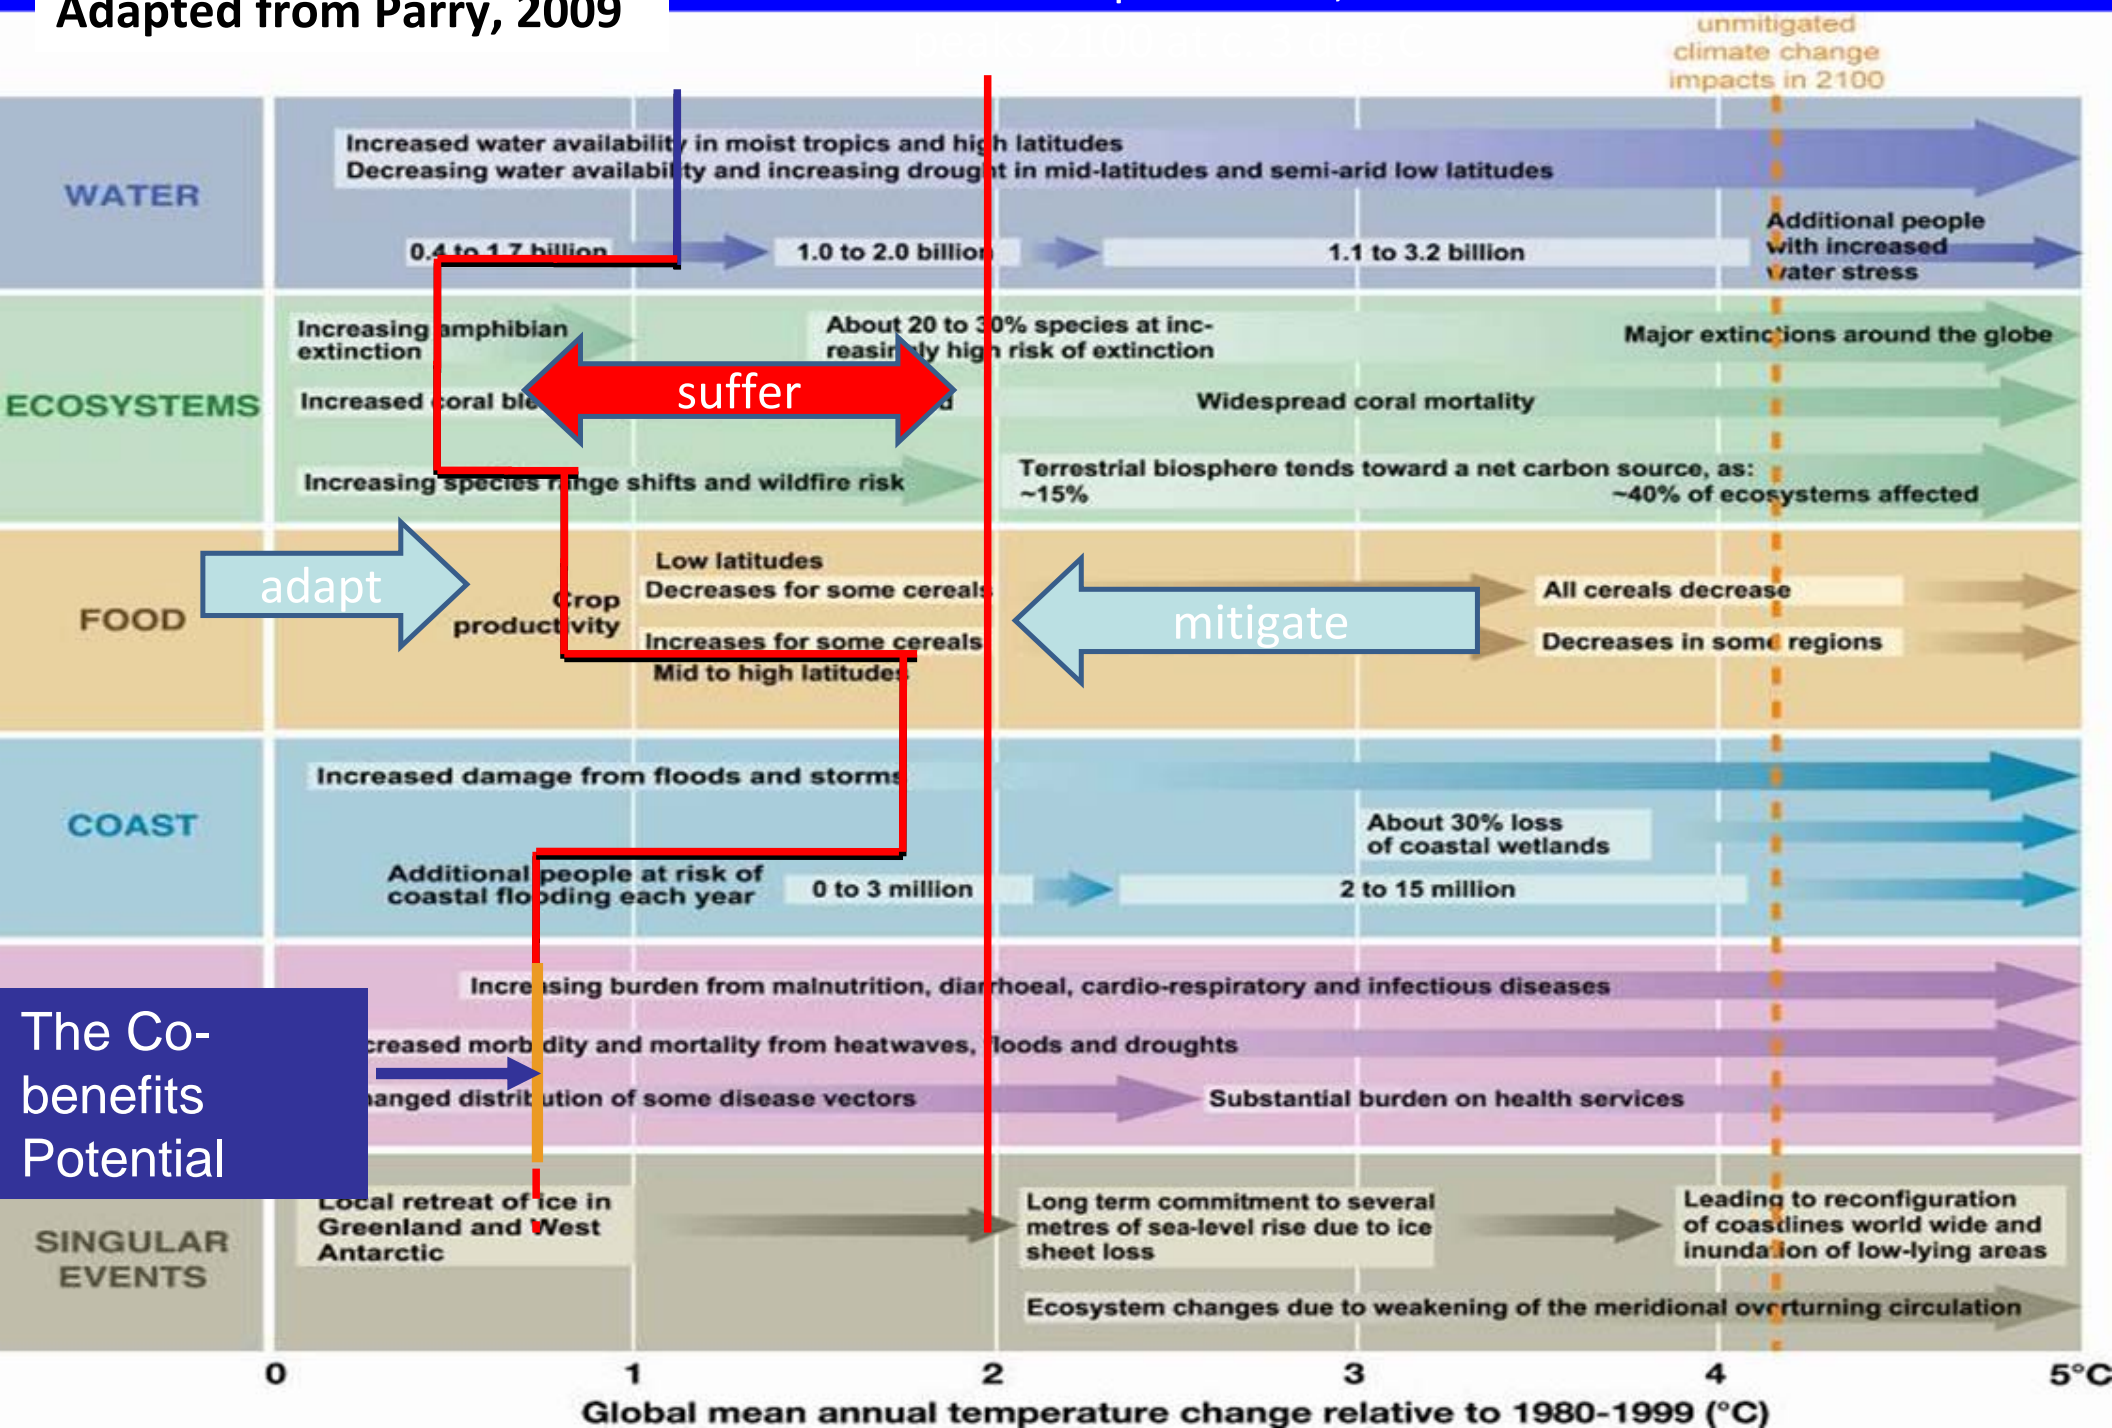 Adapted from Parry, 2009
unmitigated
climate change
impacts in 2100
WATER
Increased water availability in moist tropics and high latitudes
Decreasing water availability and increasing drought in mid-latitudes and semi-arid low latitudes
0.4 to 1.7 billion
1.0 to 2.0 billion
1.1 to 3.2 billion
Additional people
with increased
water stress
ECOSYSTEMS
Increasing amphibian
extinction
About 20 to 30% species at inc-
reasingly high risk of extinction
Major extinctions around the globe
Increased coral
suffer
Widespread coral mortality
Increasing species range shifts and wildfire risk
Terrestrial biosphere tends toward a net carbon source, as:
~15%
~40% of ecosystems affected
FOOD
adapt
Crop
productivity
Low latitudes
Decreases for some cereals
Increases for some cereals
Mid to high latitudes
mitigate
All cereals decrease
Decreases in some regions
COAST
Increased damage from floods and storms
About 30% loss
of coastal wetlands
Additional people at risk of
coastal flooding each year
0 to 3 million
2 to 15 million
The Co-
benefits
Potential
Increasing burden from malnutrition, diarrhoeal, cardio-respiratory and infectious diseases
creased morbidity and mortality from heatwaves, floods and droughts
hanged distribution of some disease vectors
Substantial burden on health services
SINGULAR
EVENTS
Local retreat of ice in
Greenland and West
Antarctic
Long term commitment to several
metres of sea-level rise due to ice
sheet loss
Leading to reconfiguration
of coastlines world wide and
inundation of low-lying areas
Ecosystem changes due to weakening of the meridional overturning circulation
0 1 2 3 4 5°C
Global mean annual temperature change relative to 1980-1999 (°C)